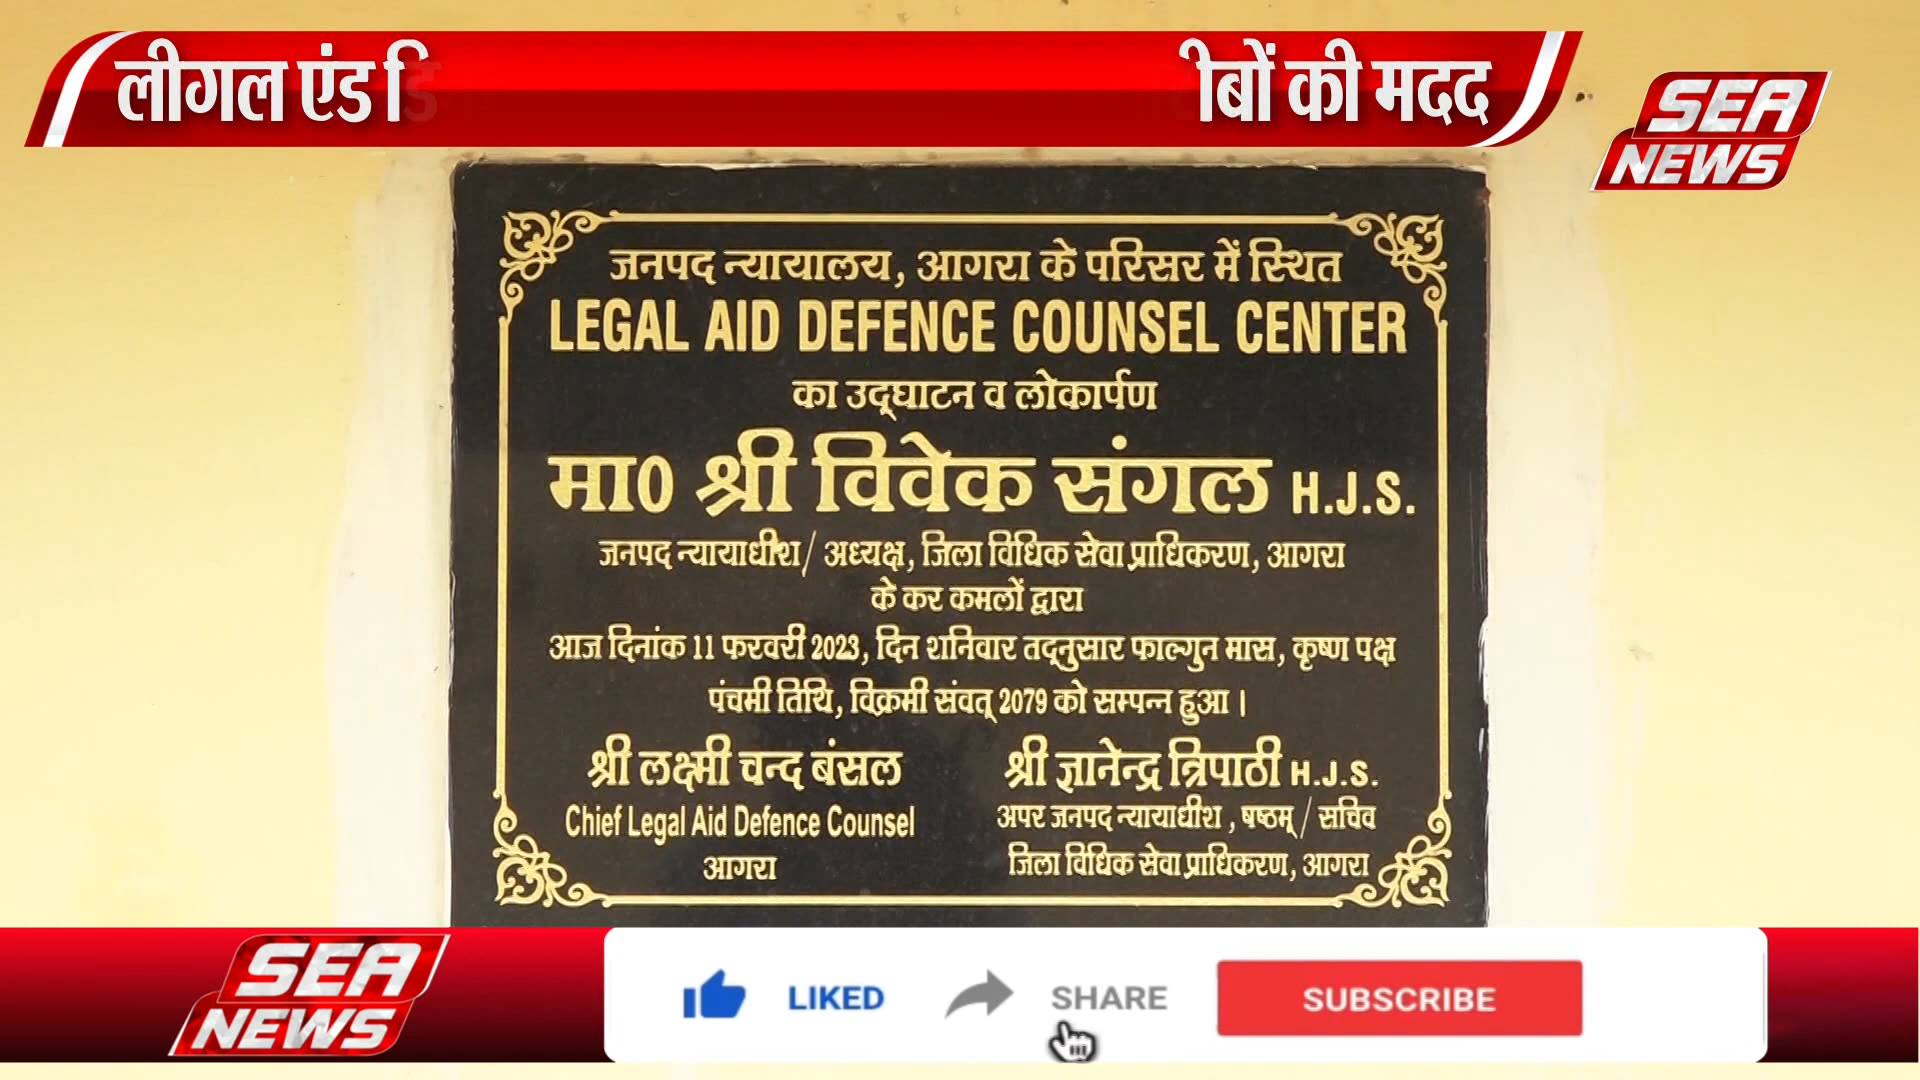 लीगल एंड
ीबों की मदद
SEA
NEWS
जनपद न्यायालय, आगरा के परिसर में स्थित
LEGAL AID DEFENCE COUNSEL CENTER
का उद्घाटन व लोकार्पण
मा0 श्री विवेक संगल H.J.S.
जनपद न्यायाधीश/ अध्यक्ष, जिला विधिक सेवा प्राधिकरण, आगरा
के कर कमलों द्वारा
आज दिनांक 11 फरवरी 2023, दिन शनिवार तद्नुसार फाल्गुन मास, कृष्ण पक्ष
पंचमी तिथि, विक्रमी संवत् 2079 को सम्पन्न हुआ ।
श्री लक्ष्मी चन्द बंसल
Chief Legal Aid Defence Counsel
आगरा
श्री ज्ञानेन्द्र त्रिपाठी H.J.S.
अपर जनपद न्यायाधीश , षष्ठम् / सचिव
जिला विधिक सेवा प्राधिकरण, आगरा
SEA
NEWS
LIKED SHARE SUBSCRIBE